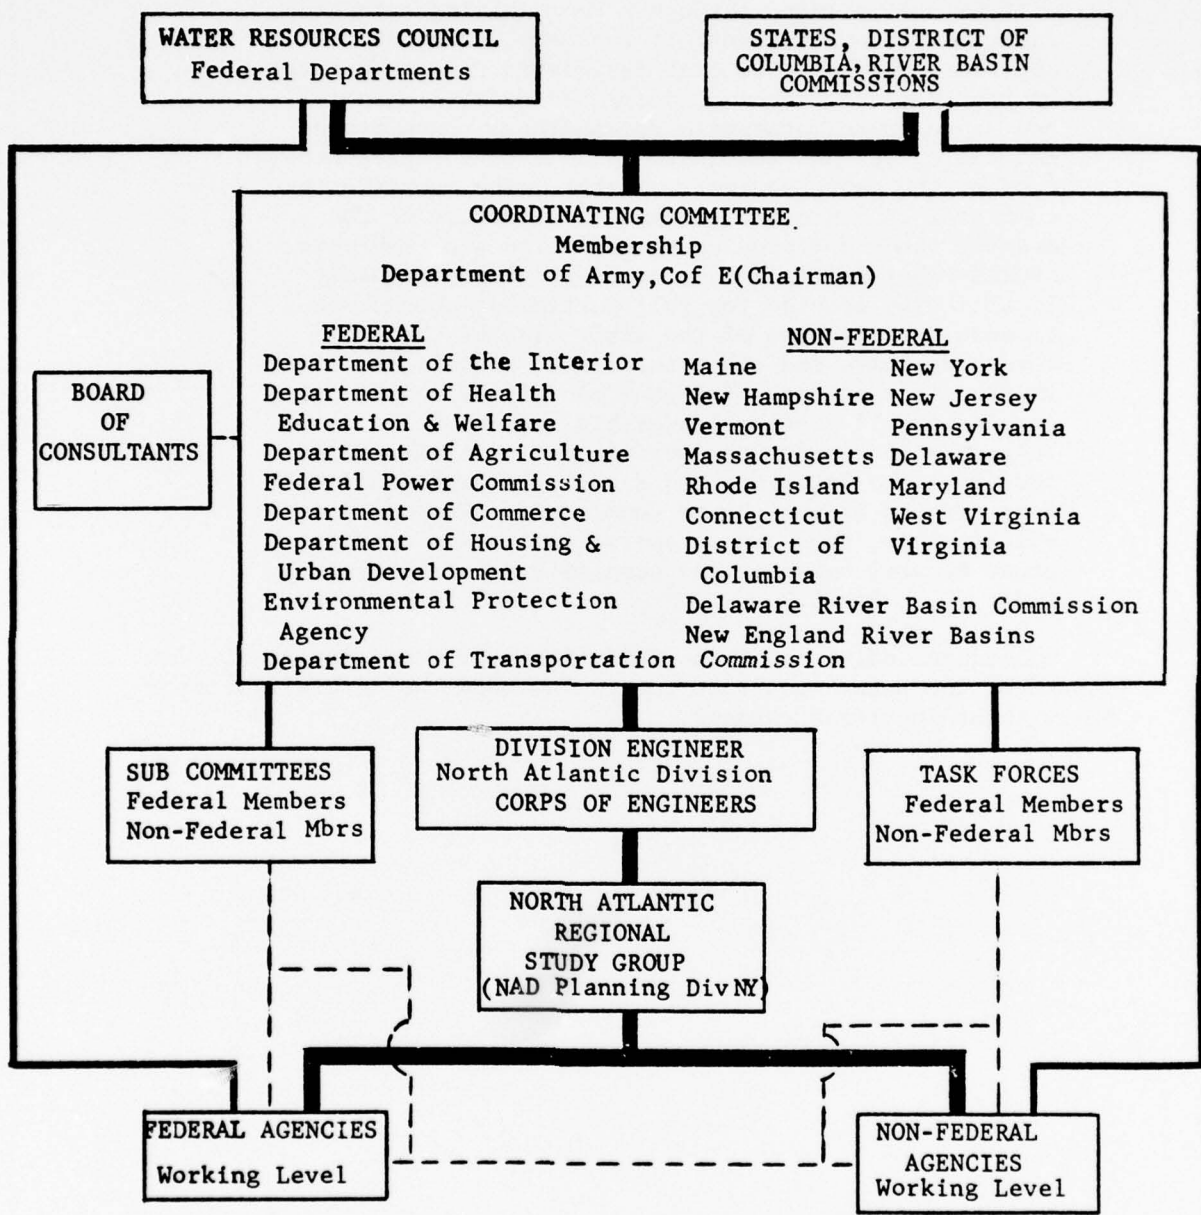 WATER RESOURCES COUNCIL
Federal Departments
STATES, DISTRICT OF
COLUMBIA, RIVER BASIN
COMMISSIONS
COORDINATING COMMITTEE
Membership
Department of Army, Cof E(Chairman)
FEDERAL
Department of the Interior
Department of Health
Education & Welfare
Department of Agriculture
Federal Power Commission
Department of Commerce
Department of Housing &
Urban Development
Environmental Protection
Agency
Department of Transportation
NON-FEDERAL
Maine New York
New Hampshire New Jersey
Vermont Pennsylvania
Massachusetts Delaware
Rhode Island Maryland
Connecticut West Virginia
District of Virginia
Columbia
Delaware River Basin Commission
New England River Basins
Commission
BOARD
OF
CONSULTANTS
SUB COMMITTEES
Federal Members
Non-Federal Mbrs
DIVISION ENGINEER
North Atlantic Division
CORPS OF ENGINEERS
TASK FORCES
Federal Members
Non-Federal Mbrs
NORTH ATLANTIC
REGIONAL
STUDY GROUP
(NAD Planning Div NY)
FEDERAL AGENCIES
Working Level
NON-FEDERAL
AGENCIES
Working Level